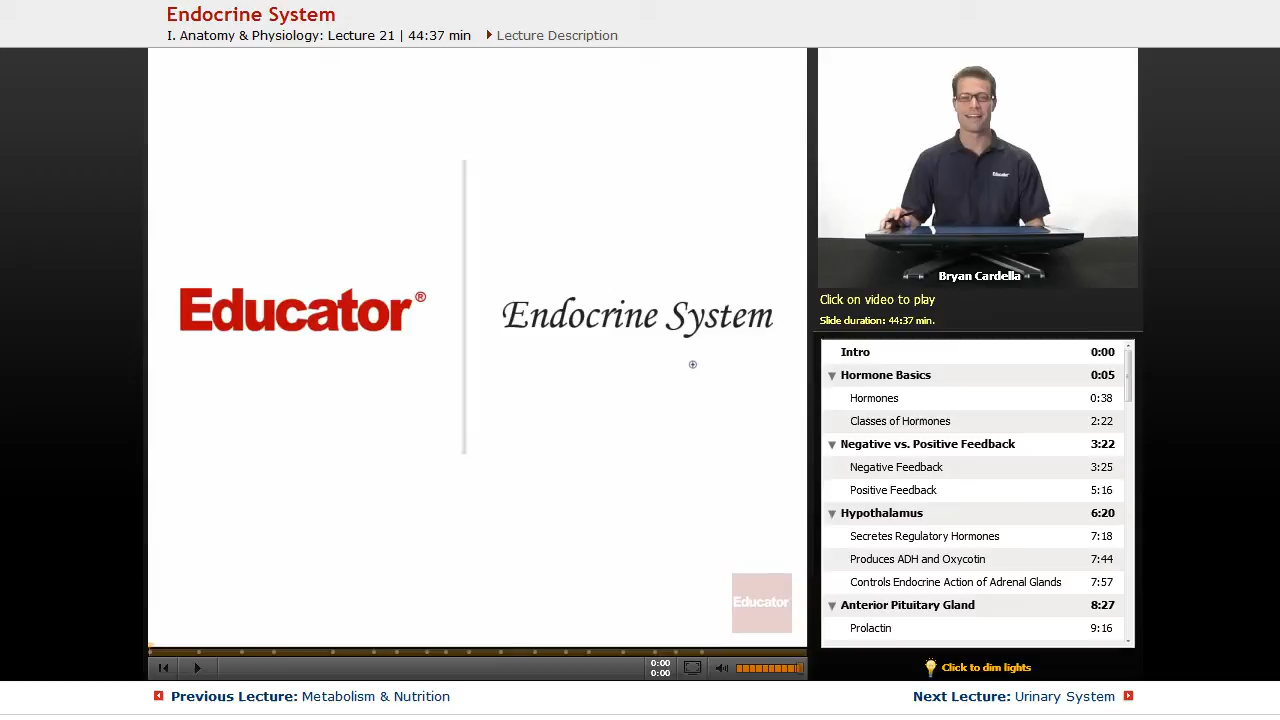 Endocrine System
I. Anatomy & Physiology: Lecture 21 | 44:37 min Lecture Description
Educator®
Endocrine System
Educator
Educator
Bryan Cardella
Click on video to play
Slide duration: 44:37 min.
Intro 0:00
Hormone Basics 0:05
Hormones 0:38
Classes of Hormones 2:22
Negative vs. Positive Feedback 3:22
Negative Feedback 3:25
Positive Feedback 5:16
Hypothalamus 6:20
Secretes Regulatory Hormones 7:18
Produces ADH and Oxycotin 7:44
Controls Endocrine Action of Adrenal Glands 7:57
Anterior Pituitary Gland 8:27
Prolactin 9:16
0:00
0:00
Click to dim lights
Previous Lecture: Metabolism & Nutrition
Next Lecture: Urinary System